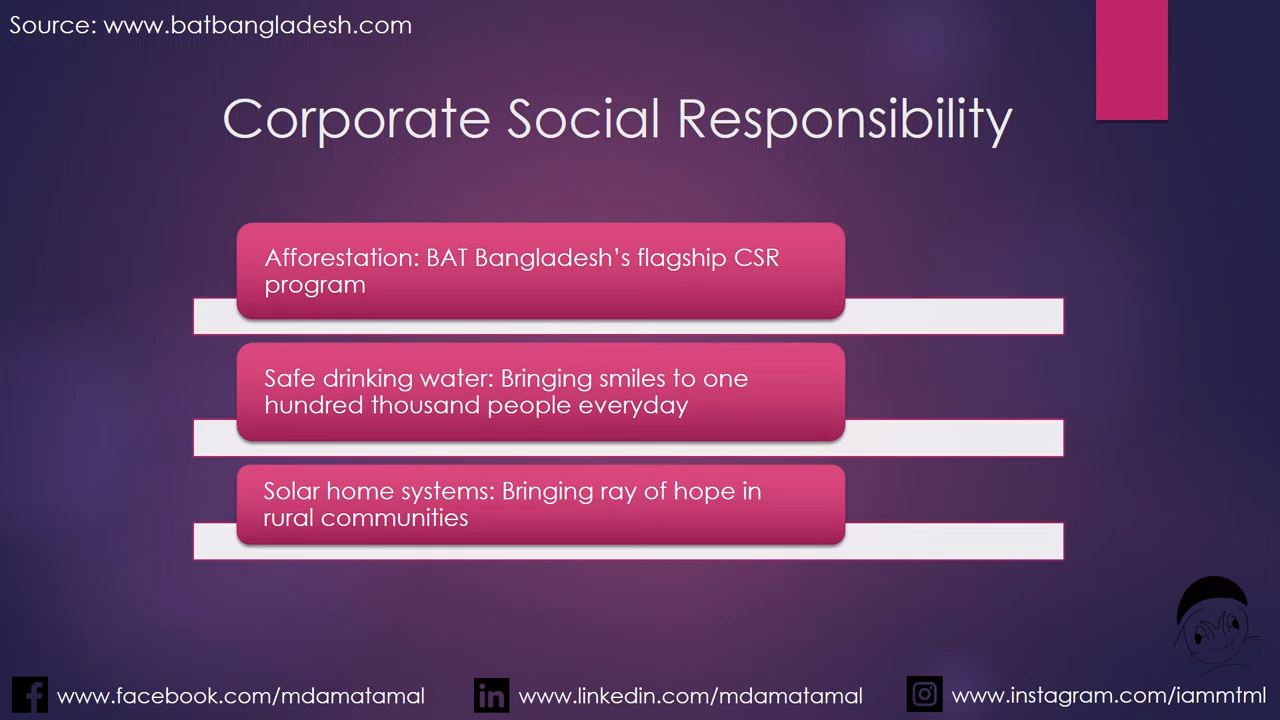 Source: www.batbangladesh.com
Corporate Social Responsibility
Afforestation: BAT Bangladesh’s flagship CSR
program
Safe drinking water: Bringing smiles to one
hundred thousand people everyday
Solar home systems: Bringing ray of hope in
rural communities
www.facebook.com/mdamatamal
www.linkedin.com/mdamatamal
www.instagram.com/iammtml